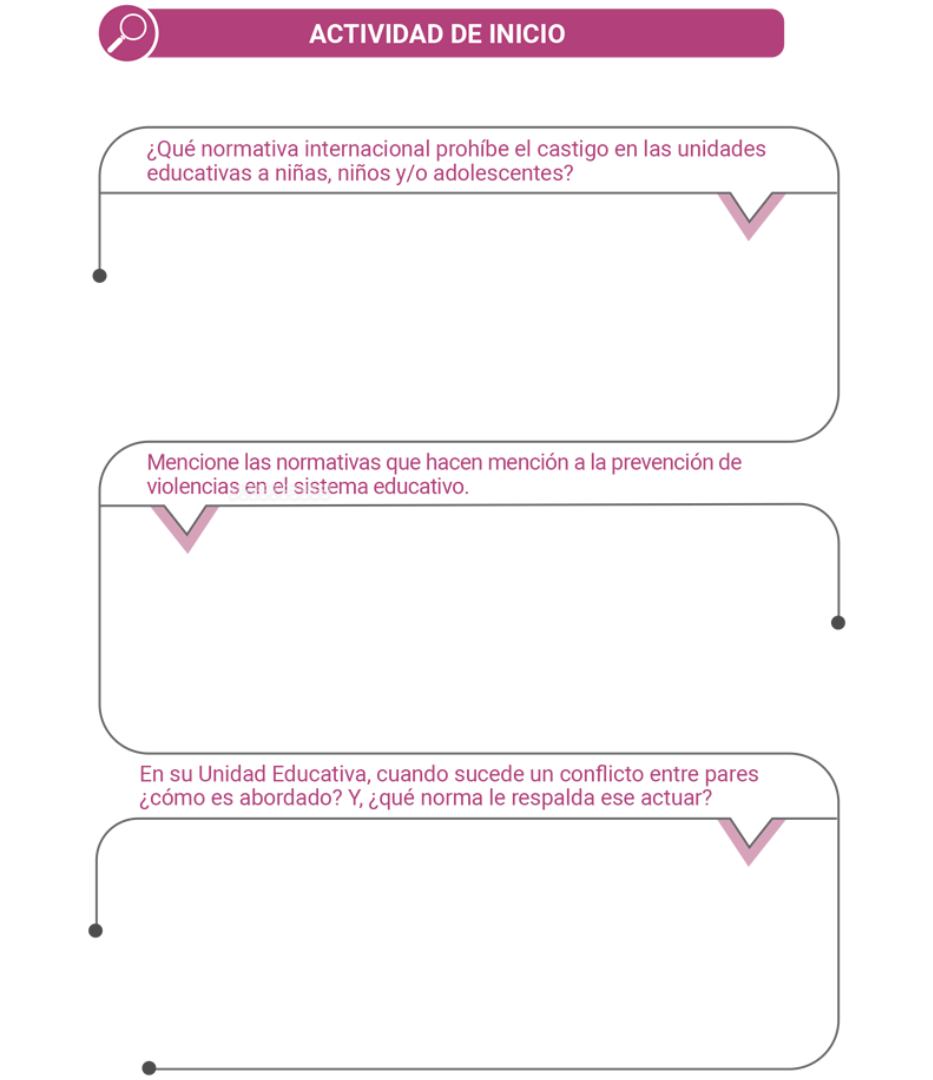 ACTIVIDAD DE INICIO
¿Qué normativa internacional prohíbe el castigo en las unidades
educativas a niñas, niños y/o adolescentes?
Mencione las normativas que hacen mención a la prevención de
violencias en el sistema educativo.
En su Unidad Educativa, cuando sucede un conflicto entre pares
¿cómo es abordado? Y, ¿qué norma le respalda ese actuar?